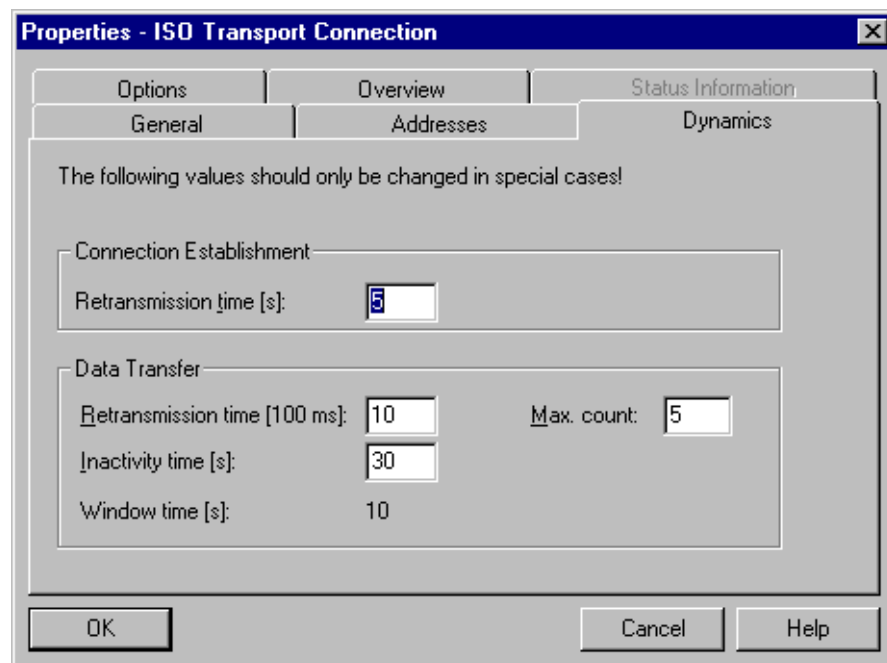 Properties - ISO Transport Connection
Options Overview Status Information
General Addresses Dynamics
The following values should only be changed in special cases!
Connection Establishment
Retransmission time [s]: 5
Data Transfer
Retransmission time [100 ms]: 10 Max. count: 5
Inactivity time [s]: 30
Window time [s]: 10
OK Cancel Help